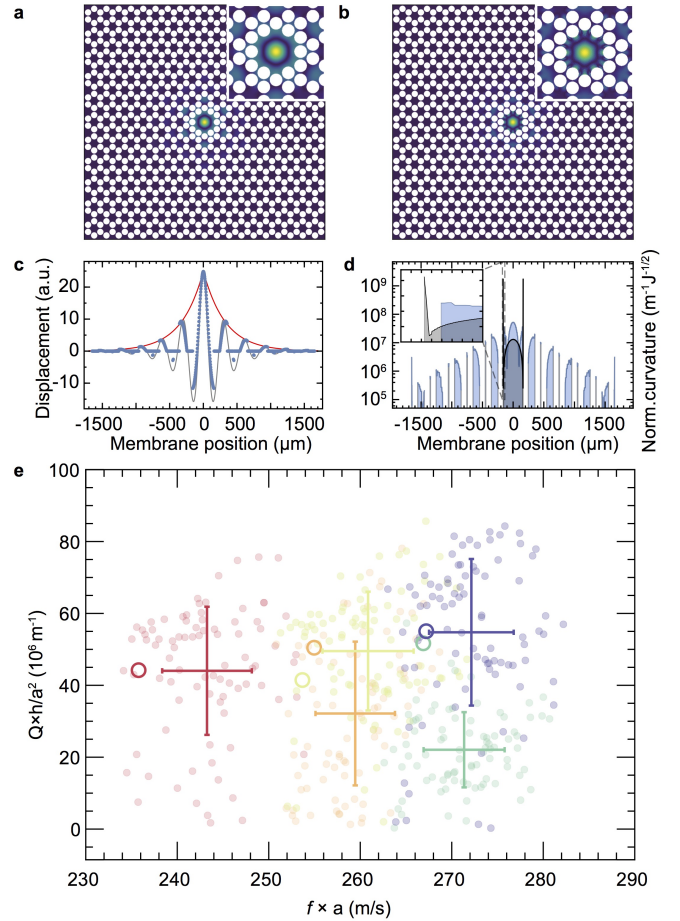 a
b
c
d
Displacement (a.u.)
20
10
0
-10
-1500
-500
0
500
1500
Membrane position (µm)
10⁹
10⁸
10⁷
10⁶
10⁵
Norm.curvature (m⁻¹J⁻¹ᐟ²)
-1500
-500
0
500
1500
Membrane position (µm)
e
Q×h/a² (10⁶ m⁻¹)
100
80
60
40
20
0
230
240
250
260
270
280
290
f × a (m/s)